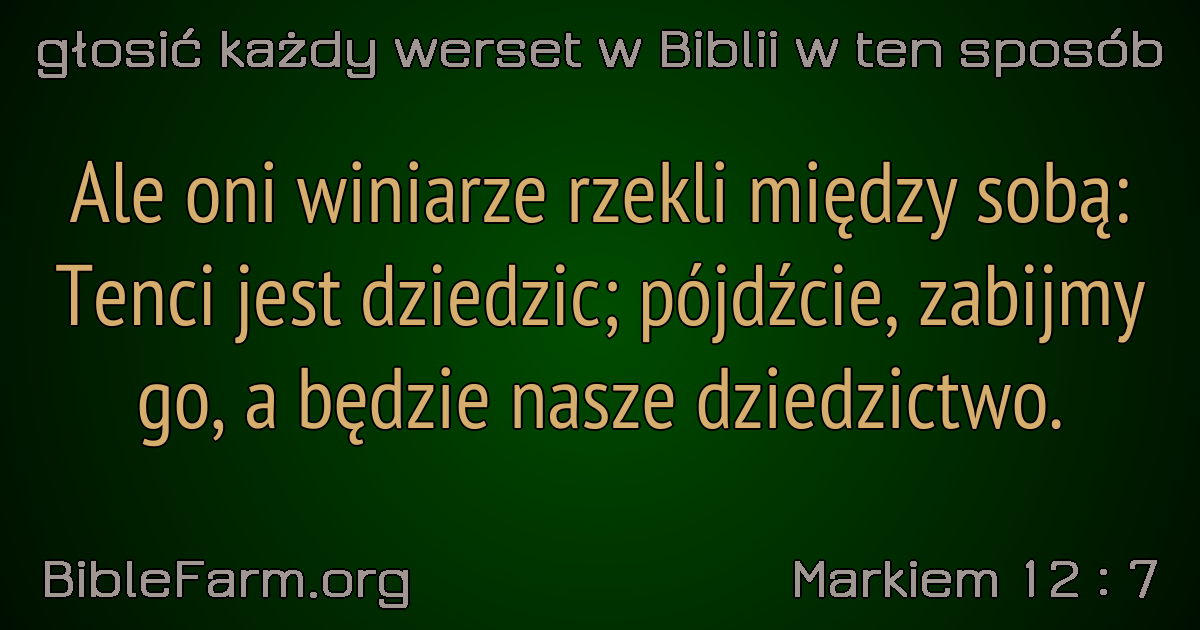 głosić każdy werset w Biblii w ten sposób
Ale oni winiarze rzekli między sobą:
Tenci jest dziedzic; pójdźcie, zabijmy
go, a będzie nasze dziedzictwo.
BibleFarm.org
Markiem 12 : 7